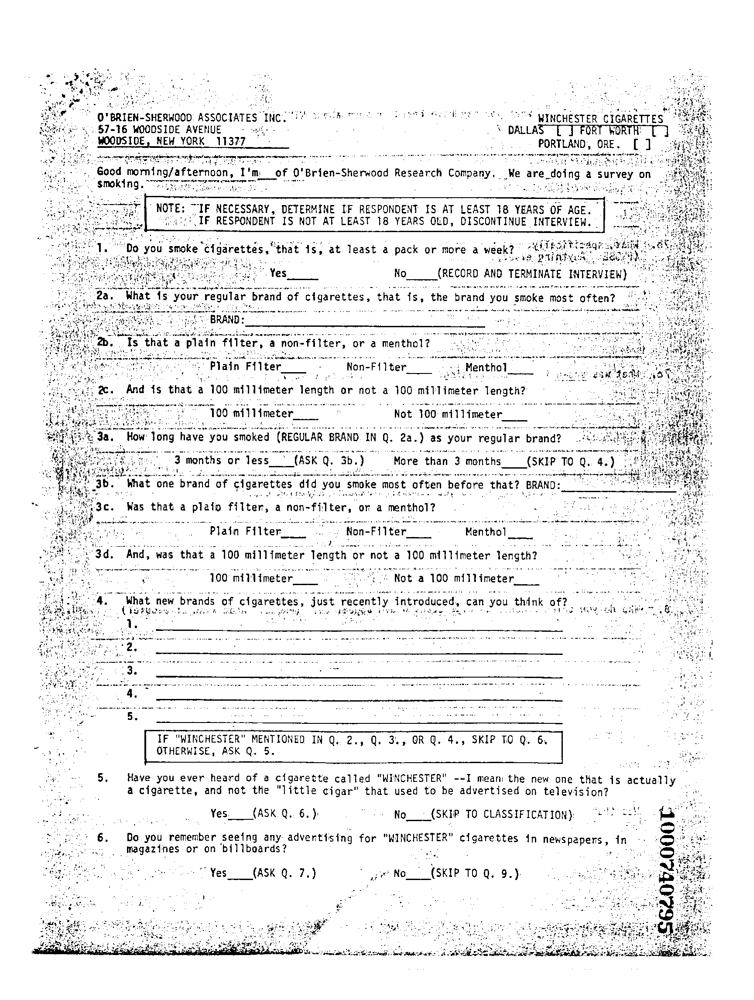 O'BRIEN-SHERWOOD ASSOCIATES INC. WINCHESTER CIGARETTES
57-16 WOODSIDE AVENUE DALLAS [ ] FORT WORTH [ ]
WOODSIDE, NEW YORK 11377 PORTLAND, ORE. [ ]
Good morning/afternoon, I'm__ of O'Brien-Sherwood Research Company. We are doing a survey on
smoking.
NOTE: IF NECESSARY, DETERMINE IF RESPONDENT IS AT LEAST 18 YEARS OF AGE.
IF RESPONDENT IS NOT AT LEAST 18 YEARS OLD, DISCONTINUE INTERVIEW.
1. Do you smoke cigarettes, that is, at least a pack or more a week?
Yes____ No____(RECORD AND TERMINATE INTERVIEW)
2a. What is your regular brand of cigarettes, that is, the brand you smoke most often?
BRAND:____
2b. Is that a plain filter, a non-filter, or a menthol?
Plain Filter____ Non-Filter____ Menthol____
2c. And is that a 100 millimeter length or not a 100 millimeter length?
100 millimeter____ Not 100 millimeter____
3a. How long have you smoked (REGULAR BRAND IN Q. 2a.) as your regular brand?
3 months or less____(ASK Q. 3b.) More than 3 months____(SKIP TO Q. 4.)
3b. What one brand of cigarettes did you smoke most often before that? BRAND:____
3c. Was that a plain filter, a non-filter, or a menthol?
Plain Filter____ Non-Filter____ Menthol____
3d. And, was that a 100 millimeter length or not a 100 millimeter length?
100 millimeter____ Not a 100 millimeter____
4. What new brands of cigarettes, just recently introduced, can you think of?
1.
2.
3.
4.
5.
IF "WINCHESTER" MENTIONED IN Q. 2., Q. 3., OR Q. 4., SKIP TO Q. 6.
OTHERWISE, ASK Q. 5.
5. Have you ever heard of a cigarette called "WINCHESTER" --I mean the new one that is actually
a cigarette, and not the "little cigar" that used to be advertised on television?
Yes____(ASK Q. 6.) No____(SKIP TO CLASSIFICATION)
6. Do you remember seeing any advertising for "WINCHESTER" cigarettes in newspapers, in
magazines or on billboards?
Yes____(ASK Q. 7.) No____(SKIP TO Q. 9.)
1000740795